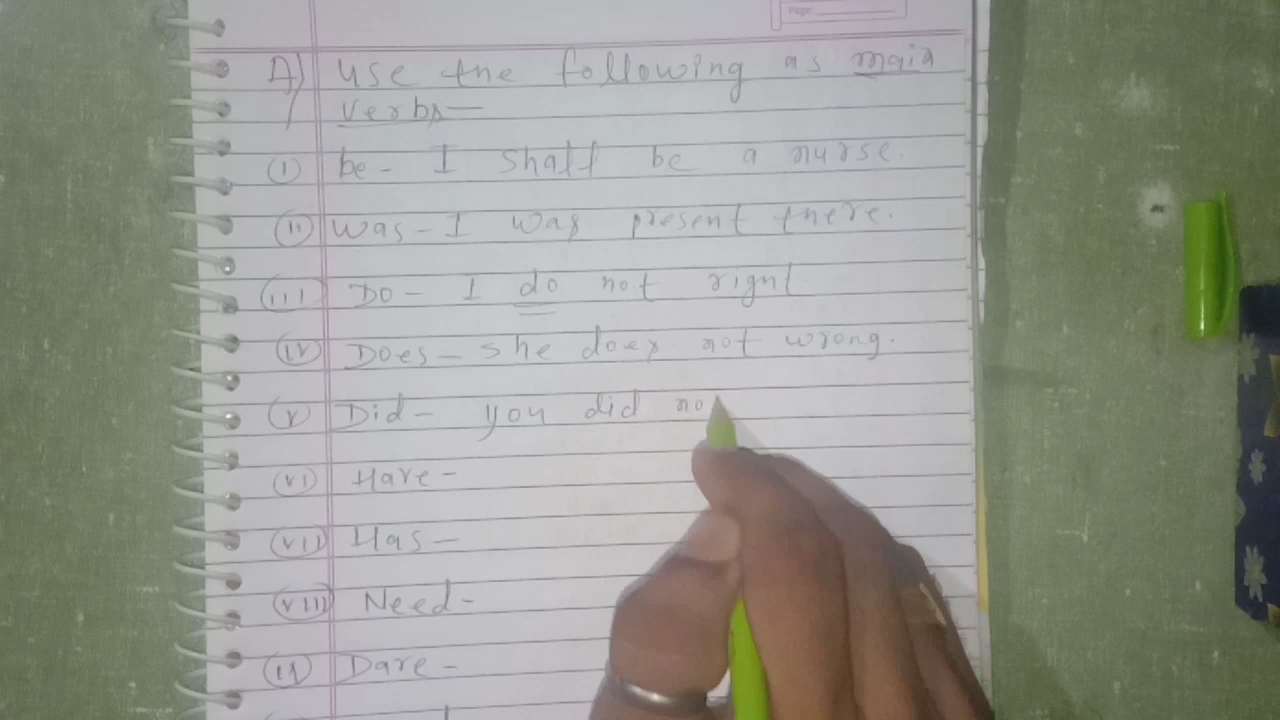 Page:
A) Use the following as main
verbs—
(i) be - I shall be a nurse.
(ii) Was - I was present there.
(iii) Do - I do not right
(iv) Does - she does not wrong.
(v) Did - you did no
(vi) Have -
(vii) Has -
(viii) Need -
(ix) Dare -